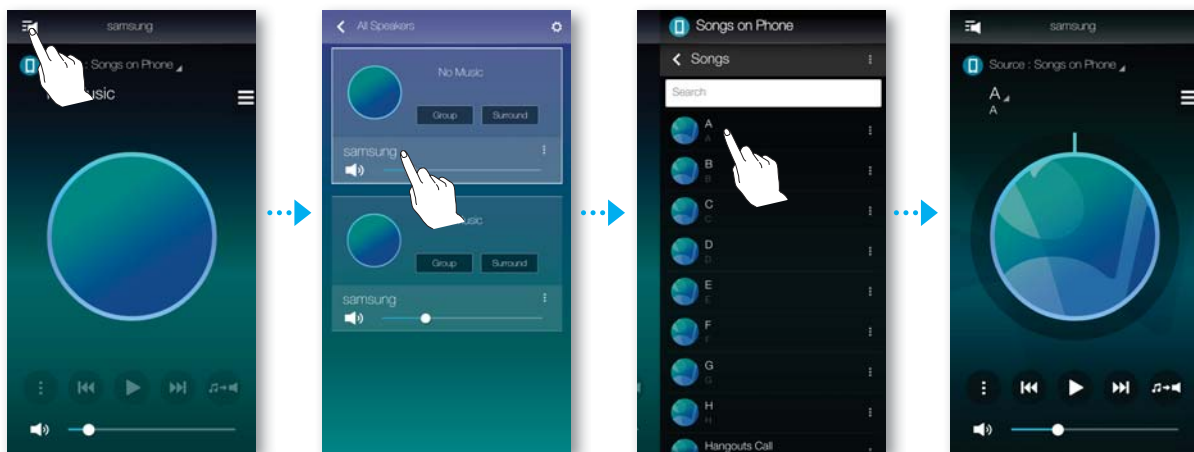 samsung
: Songs on Phone
usic
All Speakers
No Music
Group
Surround
samsung
usic
Group
Surround
samsung
Songs on Phone
Songs
Search
A
A
B
B
C
C
D
D
E
E
F
F
G
G
H
H
Hangouts Call
samsung
Source : Songs on Phone
A
A